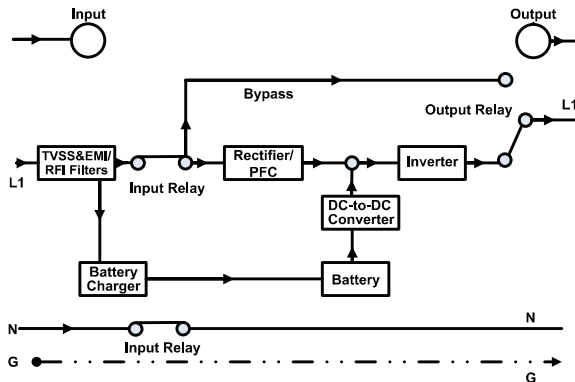 Input
Output
Bypass
Output Relay
L1
TVSS&EMI/
RFI Filters
L1
Input Relay
Rectifier/
PFC
Inverter
DC-to-DC
Converter
Battery
Charger
Battery
N
N
Input Relay
G
G